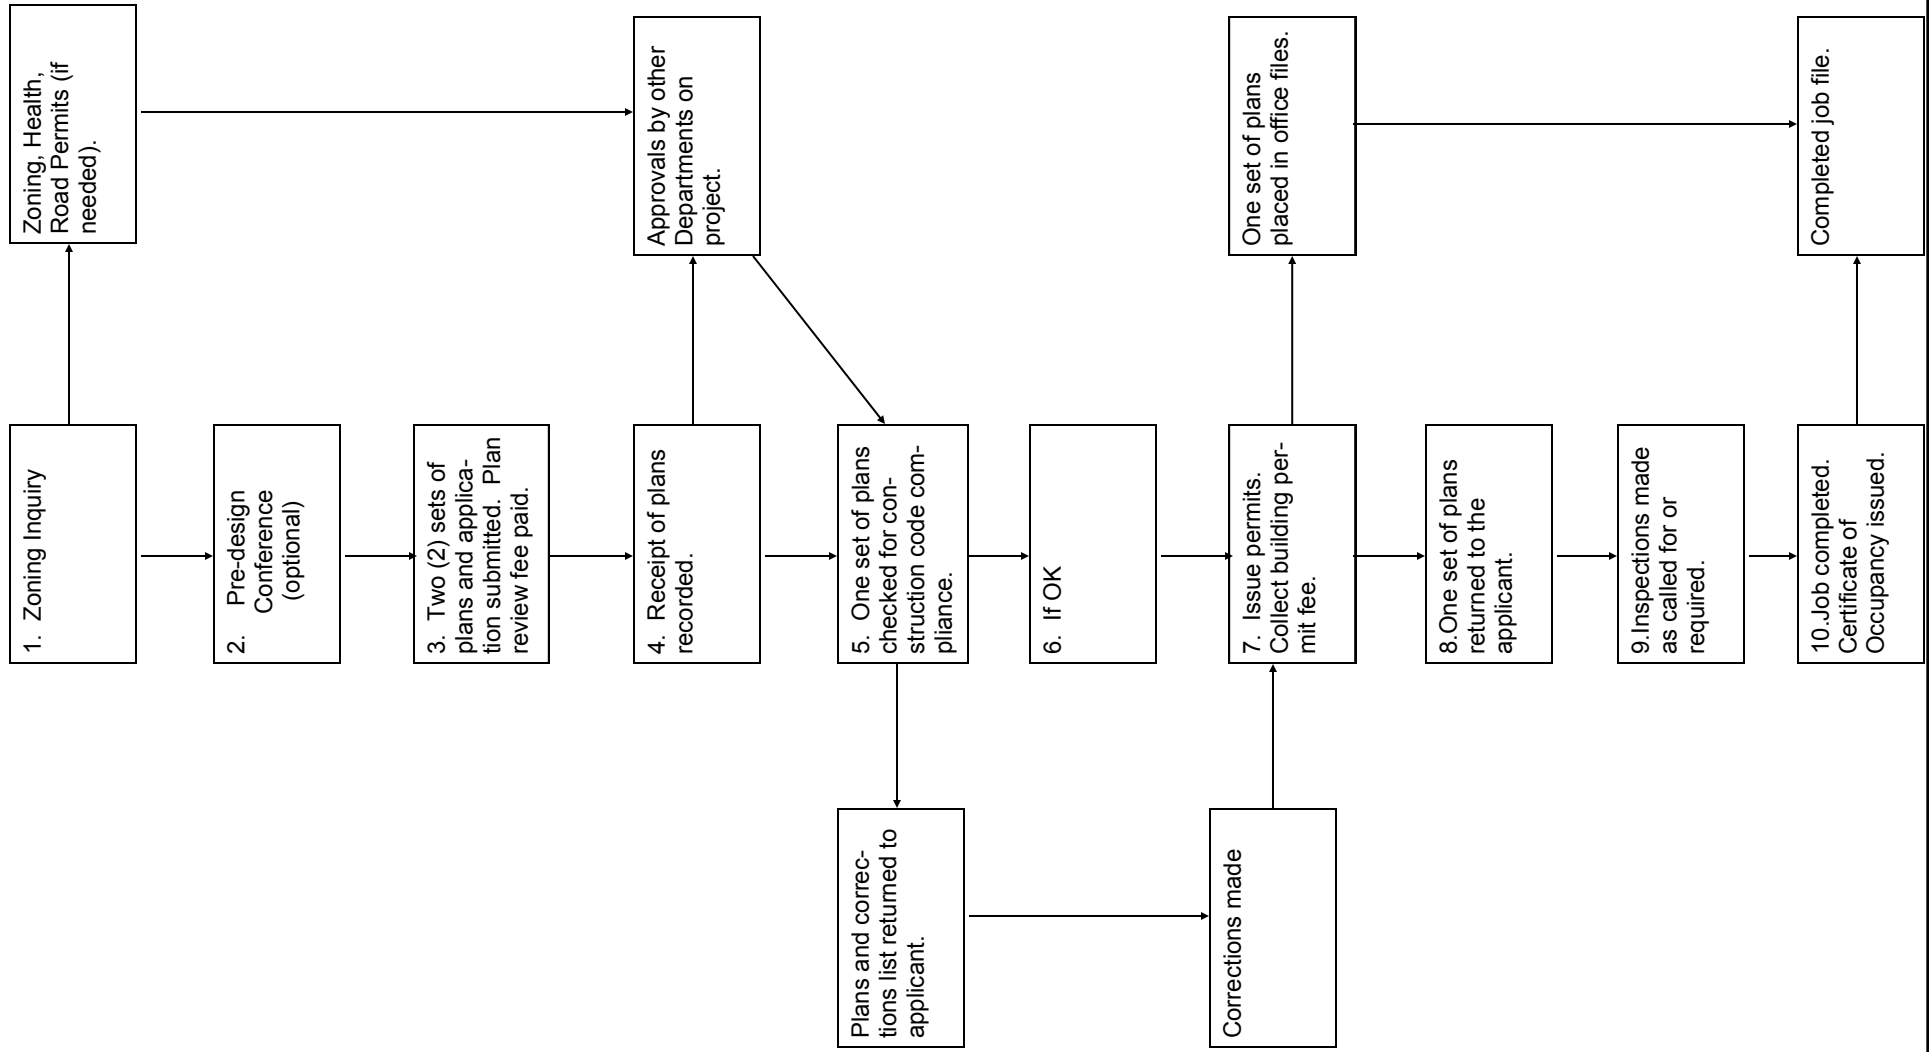 Zoning, Health,
Road Permits (if
needed).
Approvals by other
Departments on
project.
One set of plans
placed in office files.
Completed job file.
1. Zoning Inquiry
2. Pre-design
Conference
(optional)
3. Two (2) sets of
plans and applica-
tion submitted. Plan
review fee paid.
4. Receipt of plans
recorded.
5. One set of plans
checked for con-
struction code com-
pliance.
6. If OK
7. Issue permits.
Collect building per-
mit fee.
8.One set of plans
returned to the
applicant.
9.Inspections made
as called for or
required.
10.Job completed.
Certificate of
Occupancy issued.
Plans and correc-
tions list returned to
applicant.
Corrections made